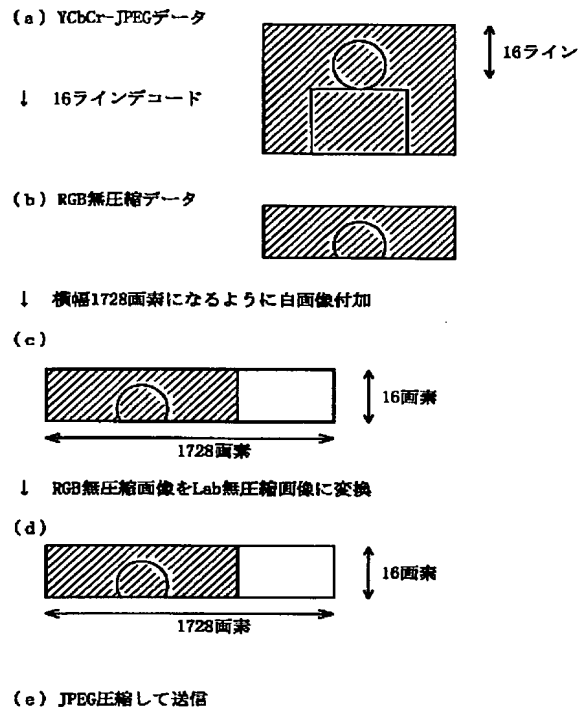 (a) YCbCr-JPEGデータ
16ライン
↓ 16ラインデコード
(b) RGB無圧縮データ
↓ 横幅1728画素になるように白画像付加
(c)
16画素
1728画素
↓ RGB無圧縮画像をLab無圧縮画像に変換
(d)
16画素
1728画素
(e) JPEG圧縮して送信